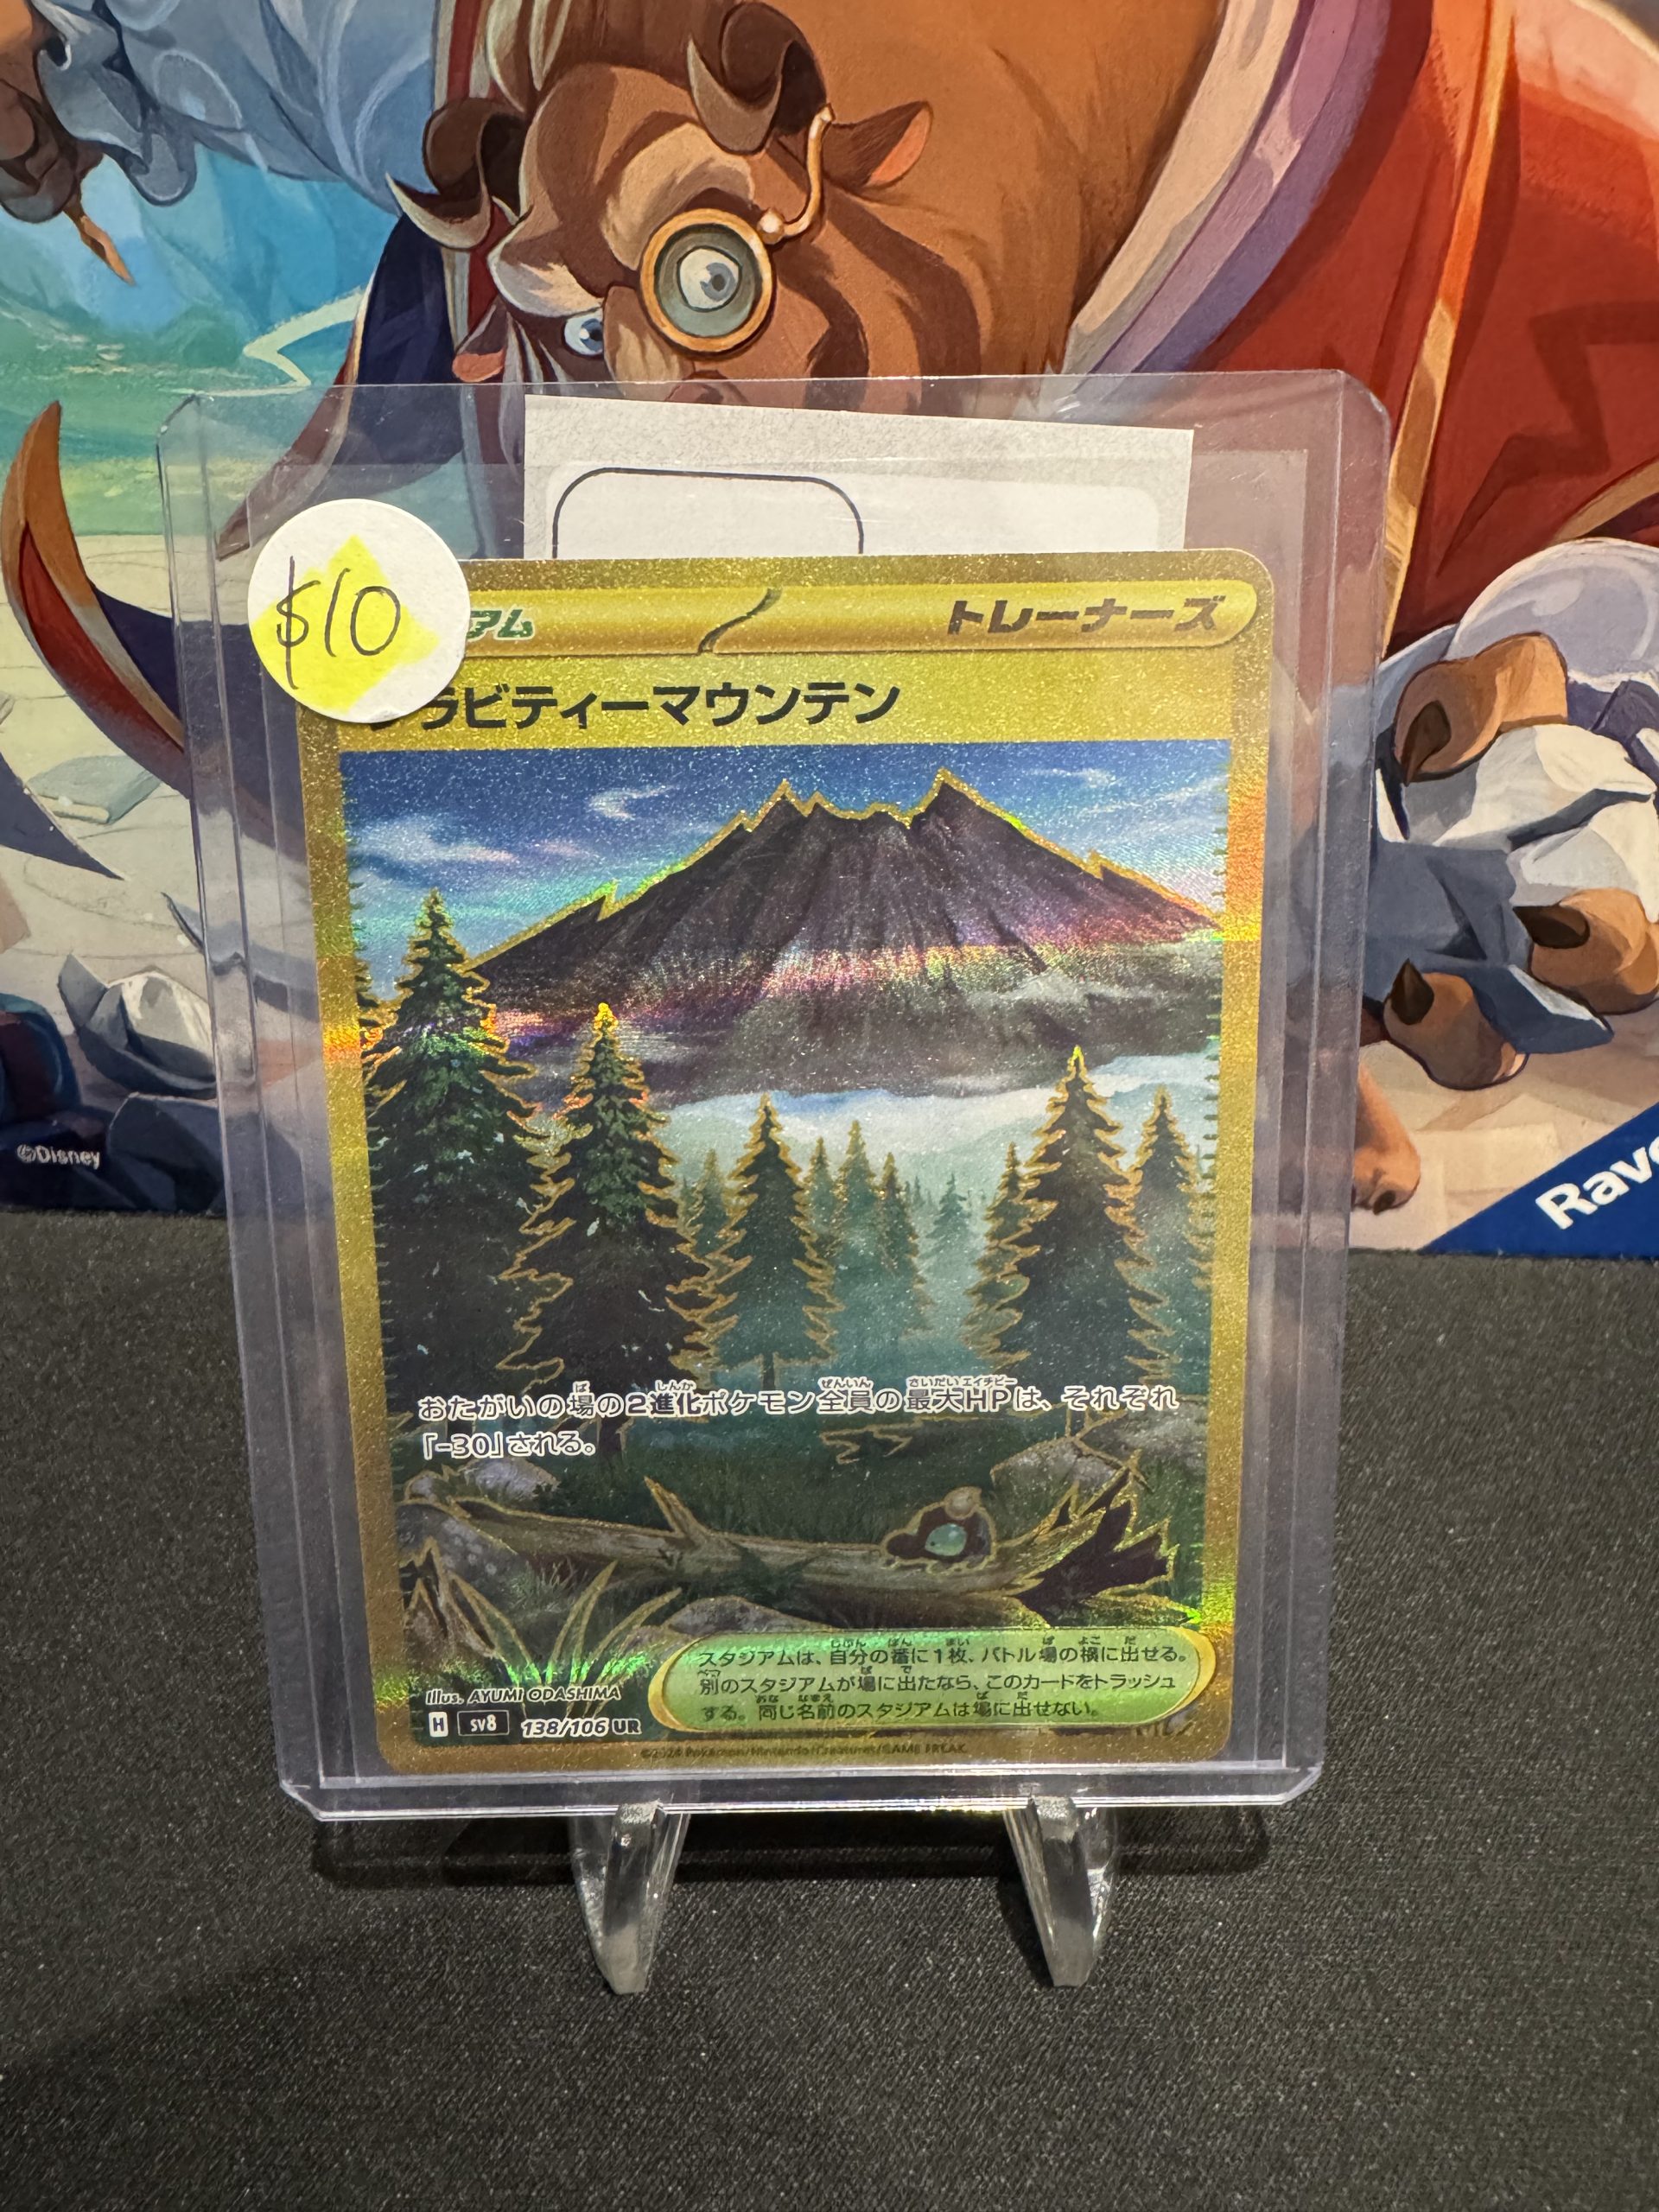 $10
アム
トレーナーズ
ラビティーマウンテン
©Disney
Rave
おたがいの場の2進化ポケモン全員の最大HPは、それぞれ
「-30」される。
スタジアムは、自分の番に1枚、バトル場の横に出せる。
別のスタジアムが場に出たなら、このカードをトラッシュ
する。同じ名前のスタジアムは場に出せない。
Illus. AYUMI ODASHIMA
H sv8 138/106 UR
©2024 Pokémon/Nintendo/Creatures/GAME FREAK.